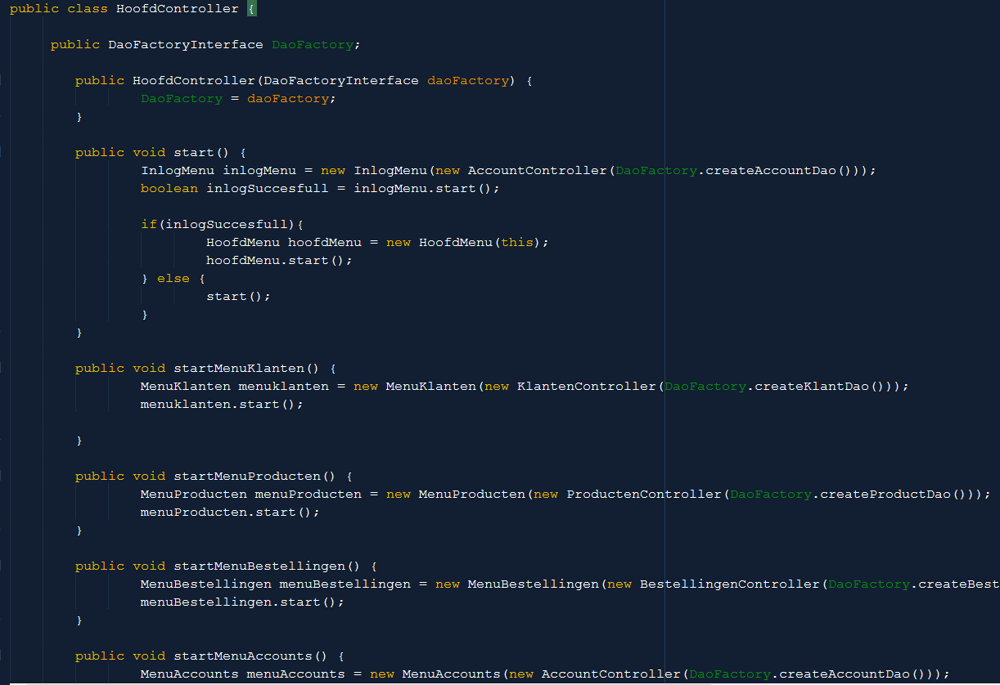 public class HoofdController {
public DaoFactoryInterface DaoFactory;
public HoofdController(DaoFactoryInterface daoFactory) {
DaoFactory = daoFactory;
}
public void start() {
InlogMenu inlogMenu = new InlogMenu(new AccountController(DaoFactory.createAccountDao()));
boolean inlogSuccesfull = inlogMenu.start();
if(inlogSuccesfull){
HoofdMenu hoofdMenu = new HoofdMenu(this);
hoofdMenu.start();
} else {
start();
}
}
public void startMenuKlanten() {
MenuKlanten menuklanten = new MenuKlanten(new KlantenController(DaoFactory.createKlantDao()));
menuklanten.start();
}
public void startMenuProducten() {
MenuProducten menuProducten = new MenuProducten(new ProductenController(DaoFactory.createProductDao()));
menuProducten.start();
}
public void startMenuBestellingen() {
MenuBestellingen menuBestellingen = new MenuBestellingen(new BestellingenController(DaoFactory.createBest
menuBestellingen.start();
}
public void startMenuAccounts() {
MenuAccounts menuAccounts = new MenuAccounts(new AccountController(DaoFactory.createAccountDao()));